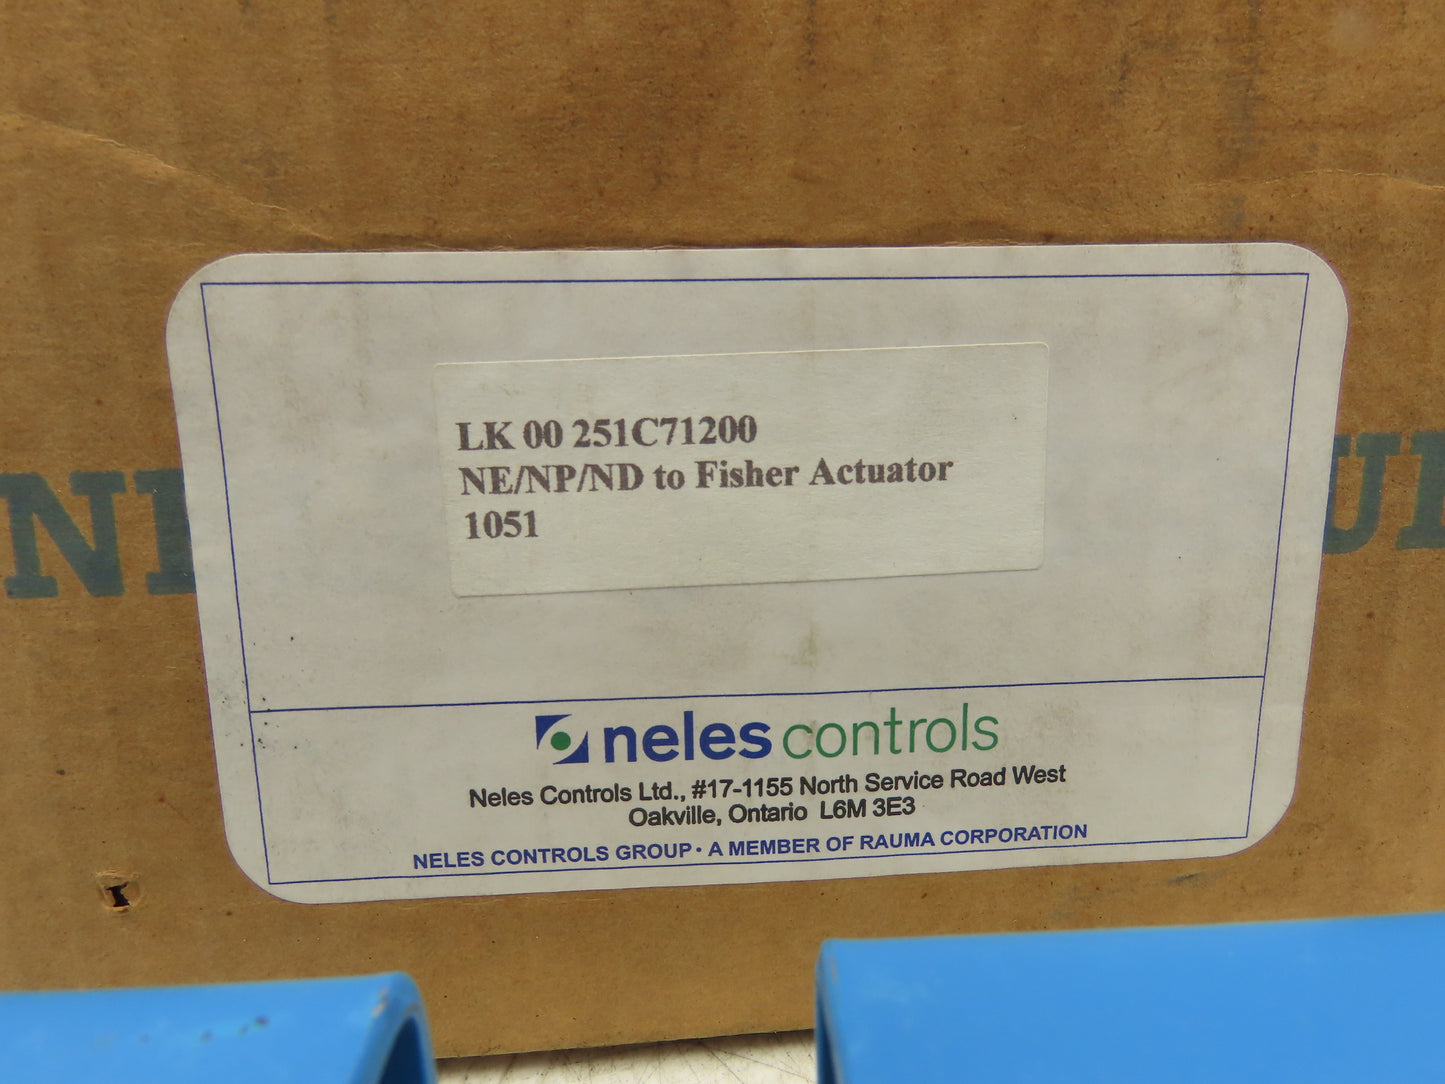 LK 00 251C71200
NE/NP/ND to Fisher Actuator
1051
neles controls
Neles Controls Ltd., #17-1155 North Service Road West
Oakville, Ontario L6M 3E3
NELES CONTROLS GROUP • A MEMBER OF RAUMA CORPORATION